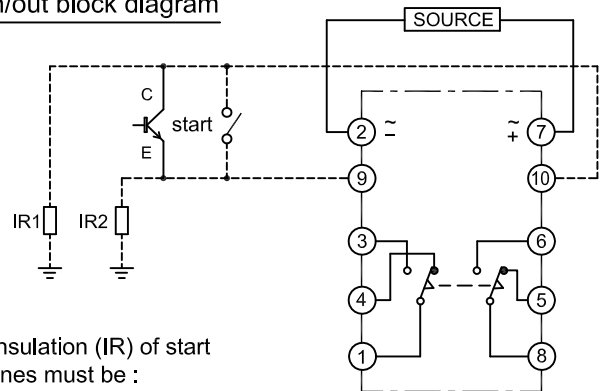 /out block diagram
SOURCE
C
start
E
2
~
−
~
+
7
9
10
IR1
IR2
3
6
4
5
1
8
nsulation (IR) of start
nes must be :